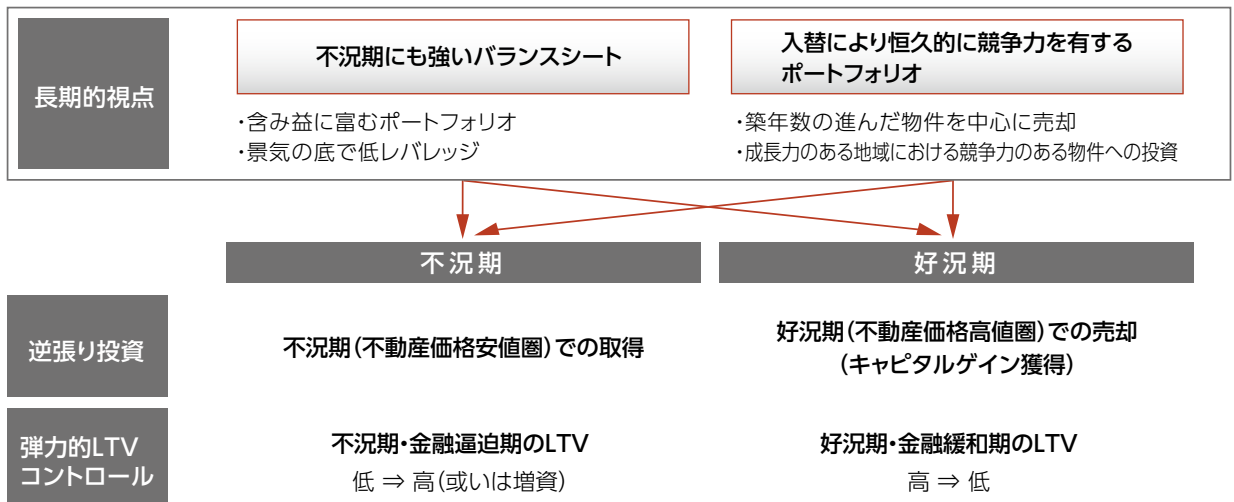 長期的視点
不況期にも強いバランスシート
・含み益に富むポートフォリオ
・景気の底で低レバレッジ
入替により恒久的に競争力を有する
ポートフォリオ
・築年数の進んだ物件を中心に売却
・成長力のある地域における競争力のある物件への投資
不況期
好況期
逆張り投資
不況期(不動産価格安値圏)での取得
好況期(不動産価格高値圏)での売却
(キャピタルゲイン獲得)
弾力的LTV
コントロール
不況期・金融逼迫期のLTV
低 ⇒ 高(或いは増資)
好況期・金融緩和期のLTV
高 ⇒ 低